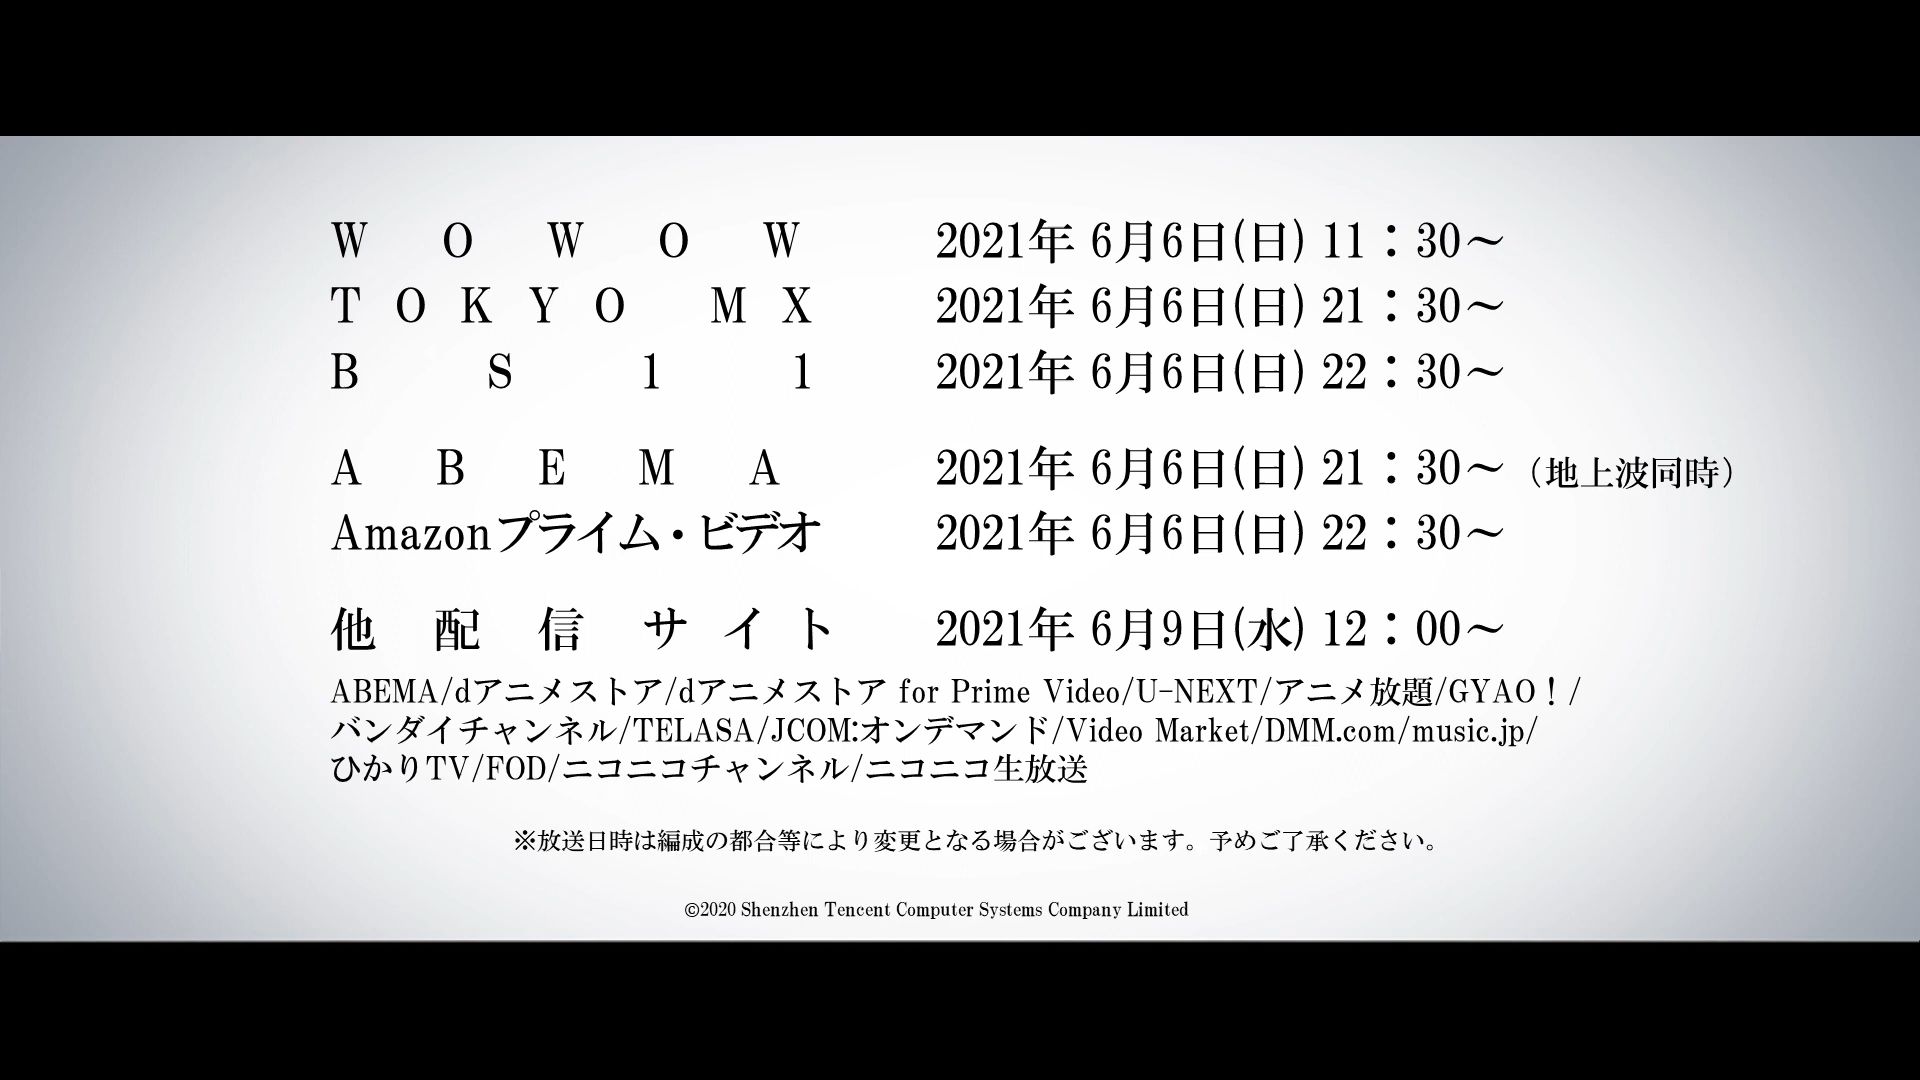 WOWOW 2021年 6月6日(日) 11：30～
TOKYO MX 2021年 6月6日(日) 21：30～
BS11 2021年 6月6日(日) 22：30～
ABEMA 2021年 6月6日(日) 21：30～（地上波同時）
Amazonプライム・ビデオ 2021年 6月6日(日) 22：30～
他配信サイト 2021年 6月9日(水) 12：00～
ABEMA/dアニメストア/dアニメストア for Prime Video/U-NEXT/アニメ放題/GYAO！/
バンダイチャンネル/TELASA/JCOM:オンデマンド/Video Market/DMM.com/music.jp/
ひかりTV/FOD/ニコニコチャンネル/ニコニコ生放送
※放送日時は編成の都合等により変更となる場合がございます。予めご了承ください。
©2020 Shenzhen Tencent Computer Systems Company Limited